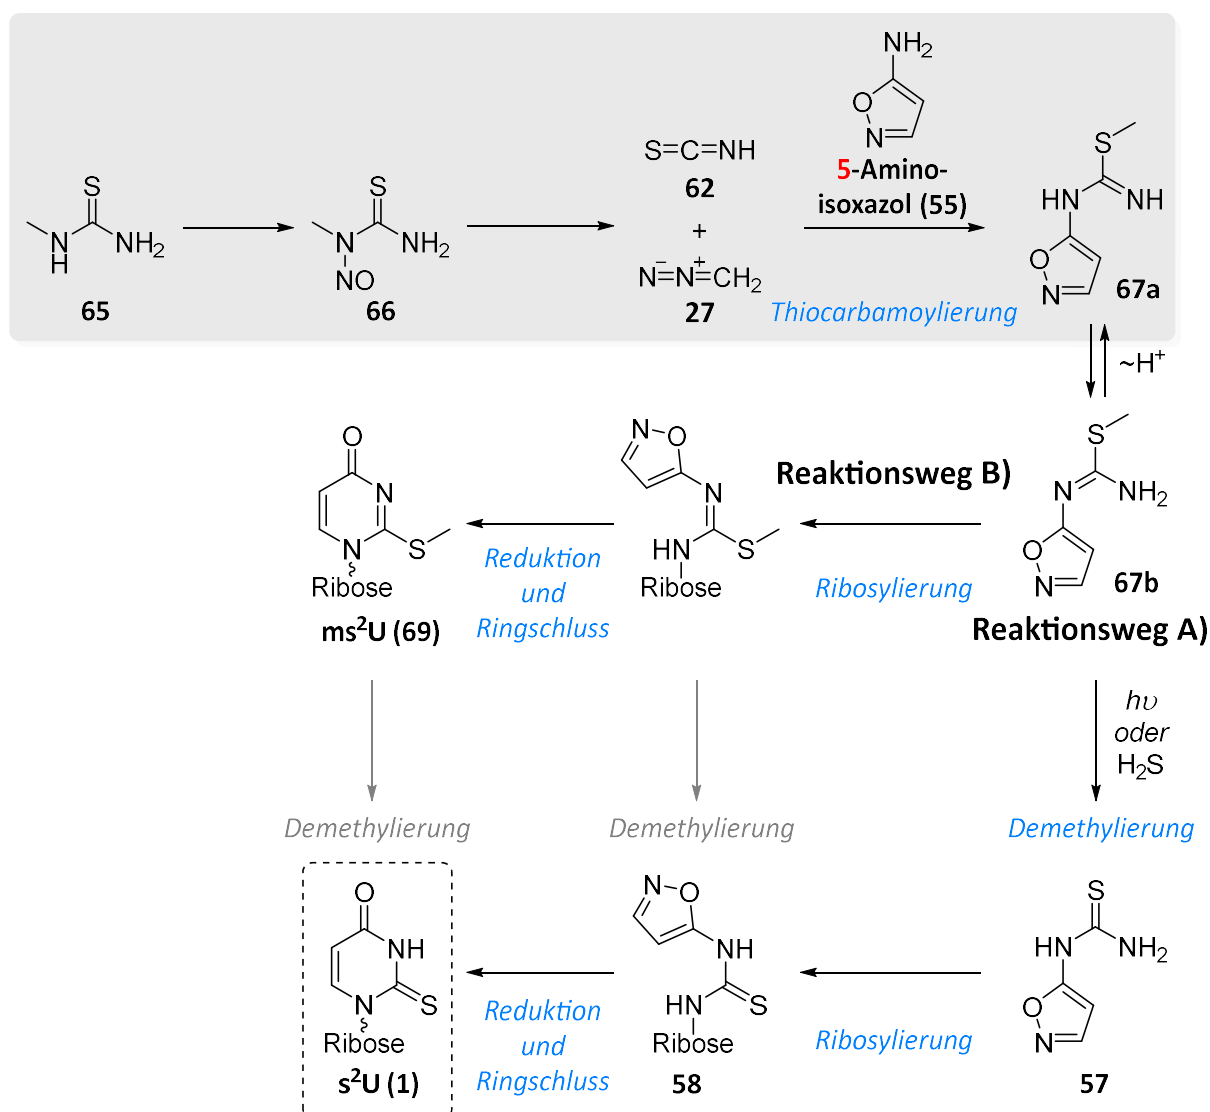 NH2
O
N
S=C=NH
62
5-Amino-
isoxazol (55)
+
N=N=CH2
− +
27
Thiocarbamoylierung
S
N
H
NH2
65
S
N
NH2
NO
66
S
HN
NH
O
N
67a
~H+
O
N
N
S
Ribose
ms2U (69)
Reduktion
und
Ringschluss
N
O
N
HN
S
Ribose
Reaktionsweg B)
Ribosylierung
S
N
NH2
O
N
67b
Reaktionsweg A)
hυ
oder
H2S
Demethylierung
Demethylierung
Demethylierung
O
NH
N
S
Ribose
s2U (1)
Reduktion
und
Ringschluss
N
O
NH
HN
S
Ribose
58
Ribosylierung
S
HN
NH2
O
N
57